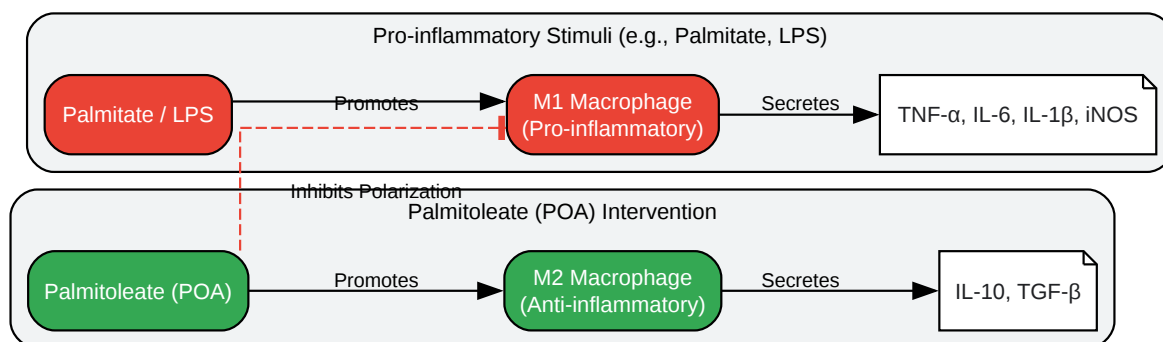 Pro-inflammatory Stimuli (e.g., Palmitate, LPS)
Palmitate / LPS
Promotes
M1 Macrophage
(Pro-inflammatory)
Secretes
TNF-α, IL-6, IL-1β, iNOS
Inhibits Polarization
Palmitoleate (POA) Intervention
Palmitoleate (POA)
Promotes
M2 Macrophage
(Anti-inflammatory)
Secretes
IL-10, TGF-β